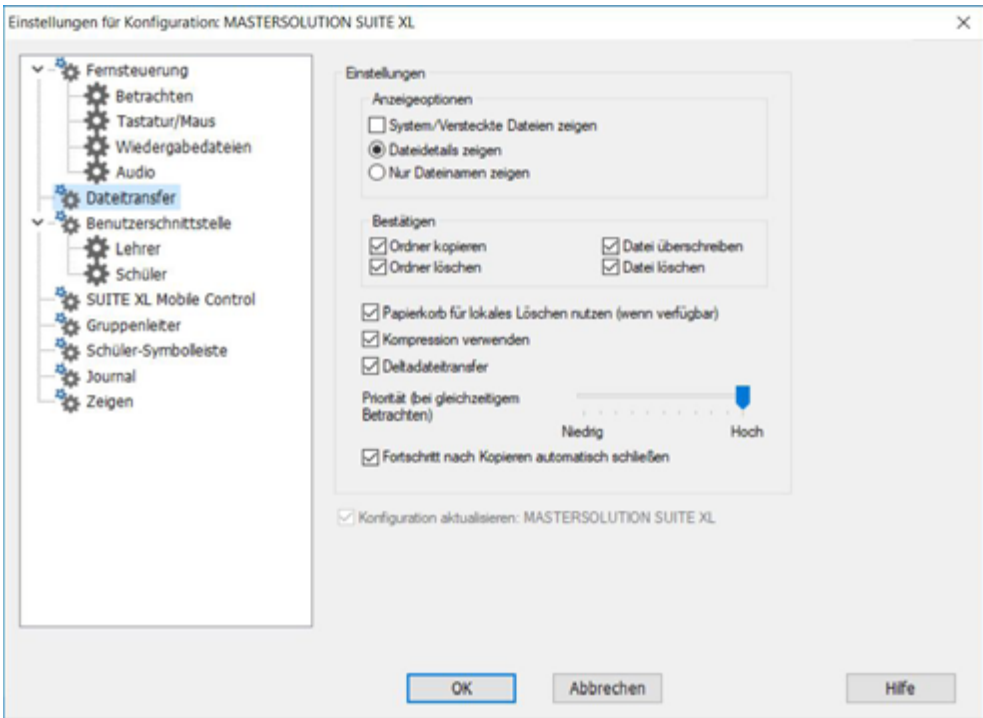 Einstellungen für Konfiguration: MASTERSOLUTION SUITE XL
Fernsteuerung
Betrachten
Tastatur/Maus
Wiedergabedateien
Audio
Dateitransfer
Benutzerschnittstelle
Lehrer
Schüler
SUITE XL Mobile Control
Gruppenleiter
Schüler-Symbolleiste
Journal
Zeigen
Einstellungen
Anzeigeoptionen
System/Versteckte Dateien zeigen
Dateidetails zeigen
Nur Dateinamen zeigen
Bestätigen
Ordner kopieren
Datei überschreiben
Ordner löschen
Datei löschen
Papierkorb für lokales Löschen nutzen (wenn verfügbar)
Kompression verwenden
Deltadateitransfer
Priorität (bei gleichzeitigem
Betrachten)
Niedrig
Hoch
Fortschritt nach Kopieren automatisch schließen
Konfiguration aktualisieren: MASTERSOLUTION SUITE XL
OK
Abbrechen
Hilfe